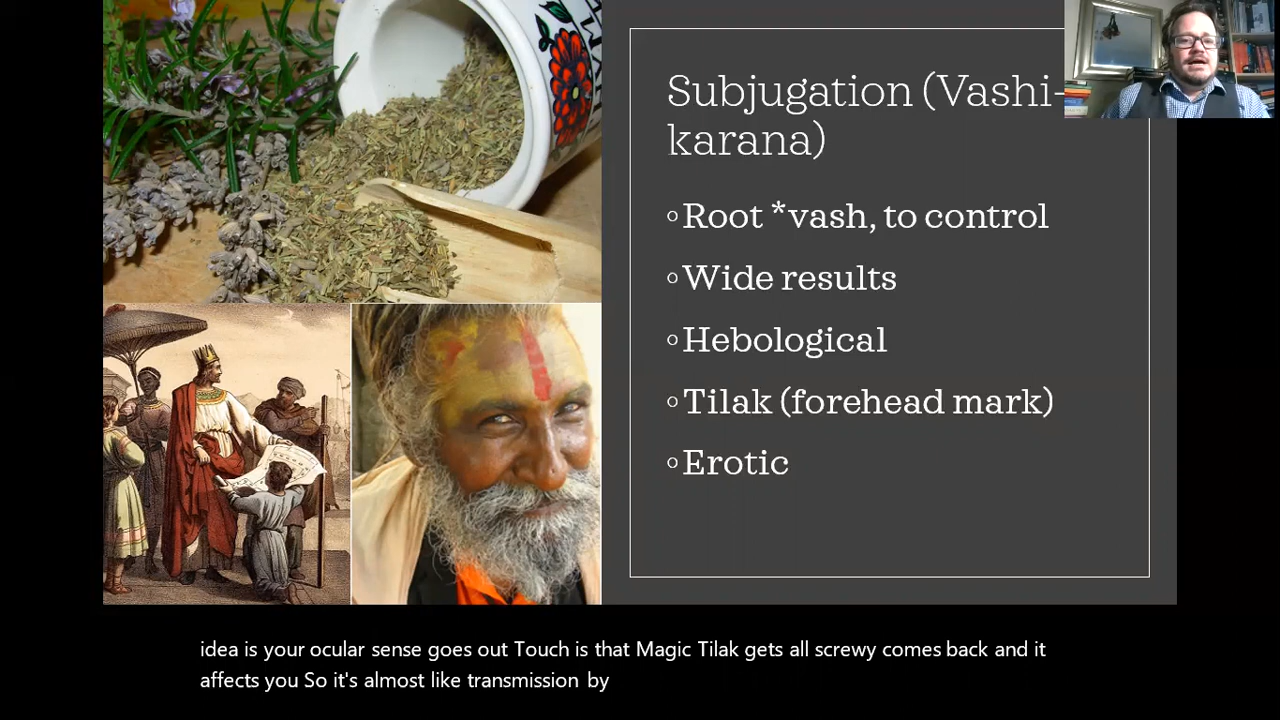 Subjugation (Vashi-
karana)
◦Root *vash, to control
◦Wide results
◦Hebological
◦Tilak (forehead mark)
◦Erotic
idea is your ocular sense goes out Touch is that Magic Tilak gets all screwy comes back and it
affects you So it's almost like transmission by